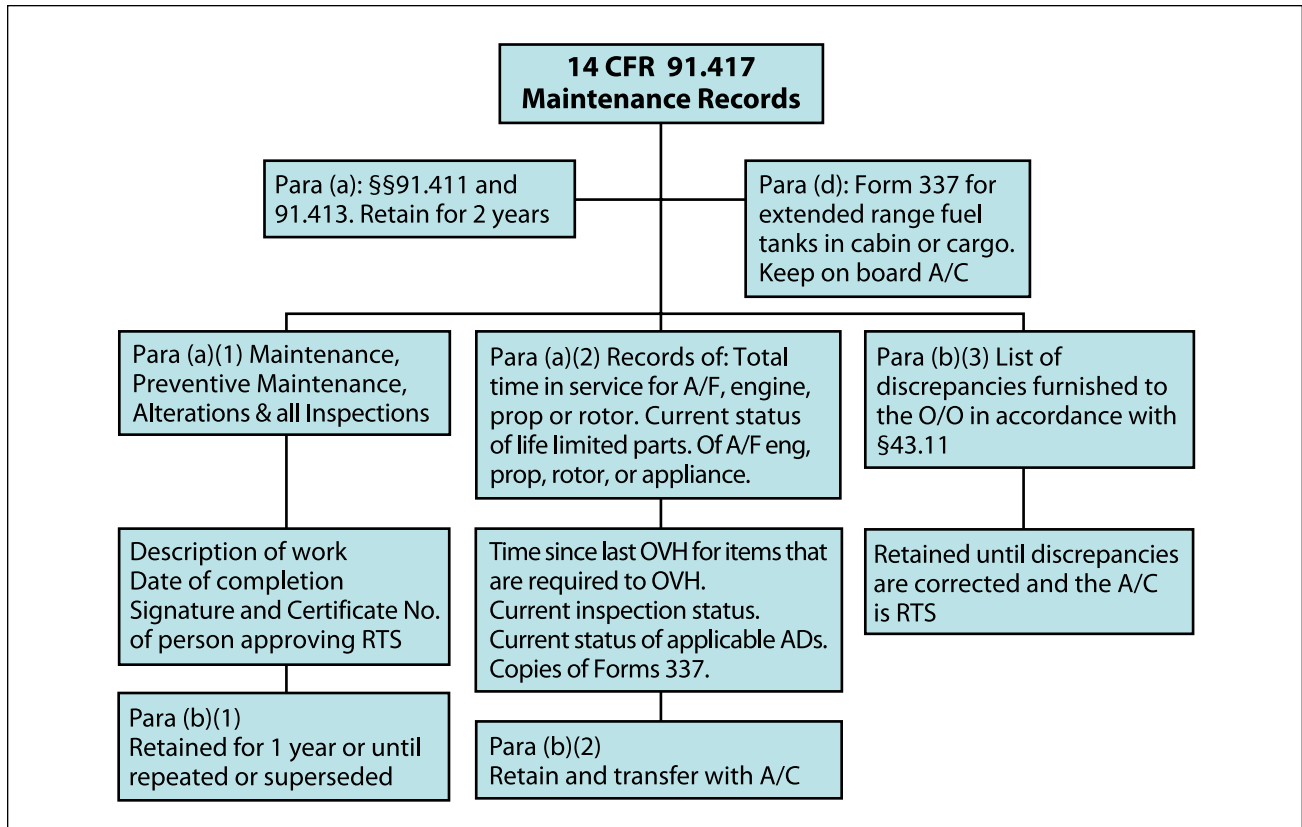 14 CFR 91.417
Maintenance Records
Para (a): §§91.411 and
91.413. Retain for 2 years
Para (d): Form 337 for
extended range fuel
tanks in cabin or cargo.
Keep on board A/C
Para (a)(1) Maintenance,
Preventive Maintenance,
Alterations & all Inspections
Description of work
Date of completion
Signature and Certificate No.
of person approving RTS
Para (b)(1)
Retained for 1 year or until
repeated or superseded
Para (a)(2) Records of: Total
time in service for A/F, engine,
prop or rotor. Current status
of life limited parts. Of A/F eng,
prop, rotor, or appliance.
Time since last OVH for items that
are required to OVH.
Current inspection status.
Current status of applicable ADs.
Copies of Forms 337.
Para (b)(2)
Retain and transfer with A/C
Para (b)(3) List of
discrepancies furnished to
the O/O in accordance with
§43.11
Retained until discrepancies
are corrected and the A/C
is RTS